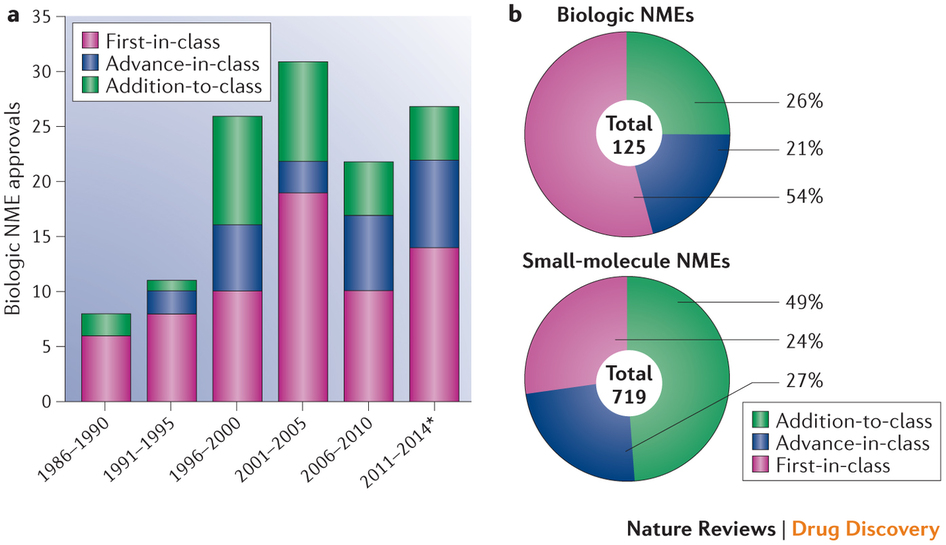 a
35
30
25
20
15
10
5
0
Biologic NME approvals
First-in-class
Advance-in-class
Addition-to-class
1986–1990
1991–1995
1996–2000
2001–2005
2006–2010
2011–2014*
b
Biologic NMEs
Total
125
26%
21%
54%
Small-molecule NMEs
Total
719
49%
24%
27%
Addition-to-class
Advance-in-class
First-in-class
Nature Reviews | Drug Discovery